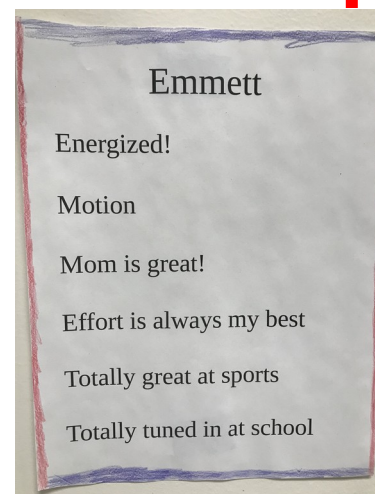 Emmett
Energized!
Motion
Mom is great!
Effort is always my best
Totally great at sports
Totally tuned in at school